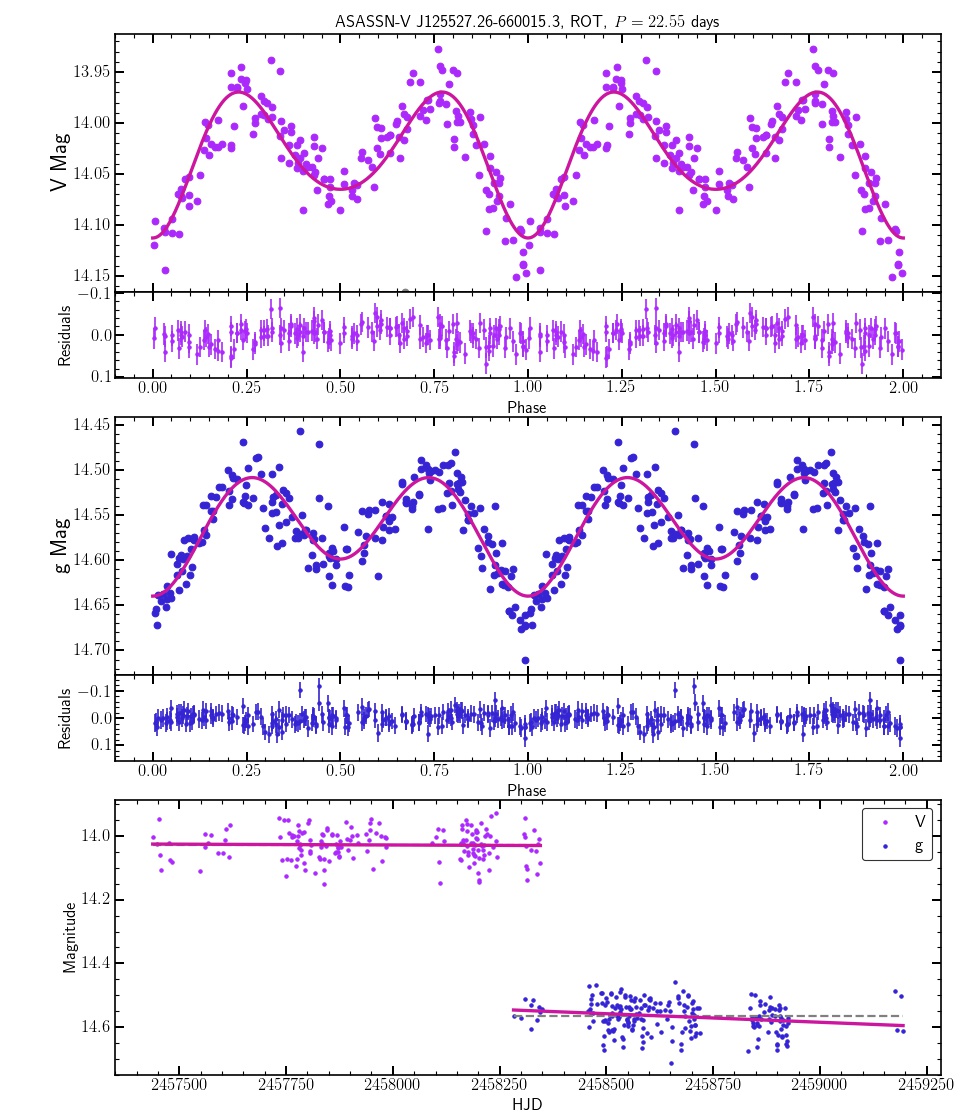 ASASSN-V J125527.26-660015.3, ROT, P = 22.55 days
V Mag
13.95
14.00
14.05
14.10
14.15
Residuals
−0.1
0.0
0.1
0.00 0.25 0.50 0.75 1.00 1.25 1.50 1.75 2.00
Phase
g Mag
14.45
14.50
14.55
14.60
14.65
14.70
Residuals
−0.1
0.0
0.1
0.00 0.25 0.50 0.75 1.00 1.25 1.50 1.75 2.00
Phase
Magnitude
14.0
14.2
14.4
14.6
V
g
2457500 2457750 2458000 2458250 2458500 2458750 2459000 2459250
HJD